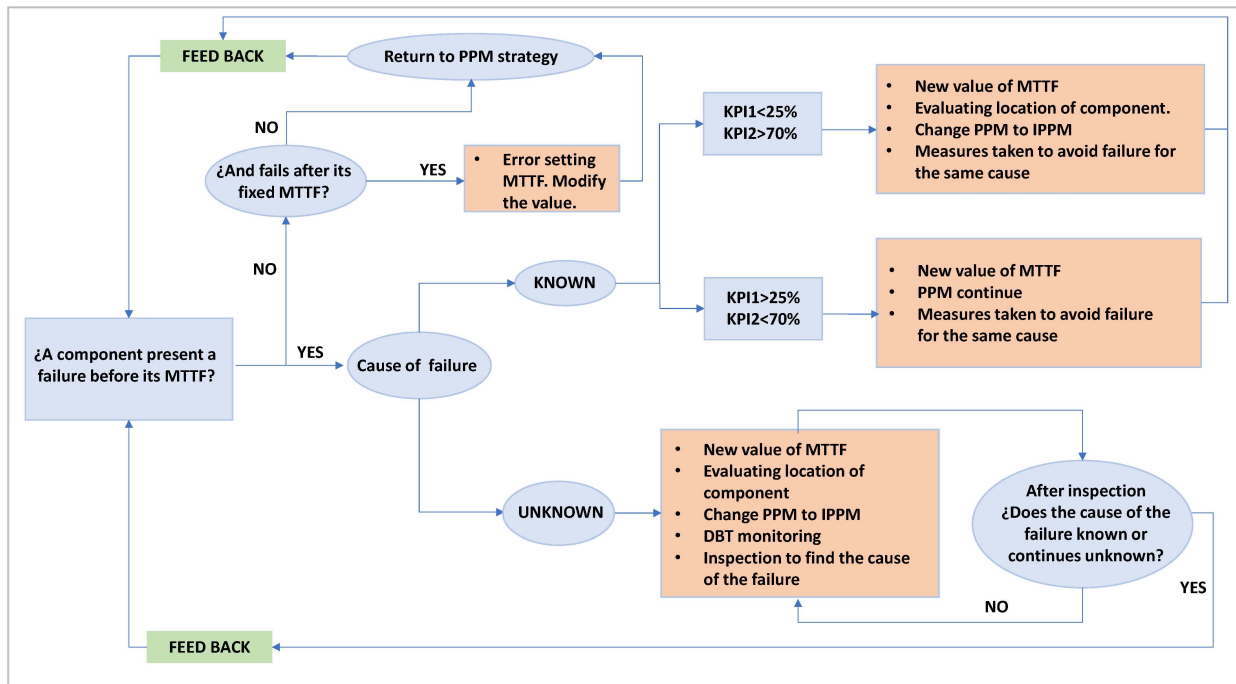 FEED BACK
Return to PPM strategy
NO
¿And fails after its
fixed MTTF?
YES
• Error setting
MTTF. Modify
the value.
KPI1<25%
KPI2>70%
• New value of MTTF
• Evaluating location of component.
• Change PPM to IPPM
• Measures taken to avoid failure for
the same cause
NO
KNOWN
KPI1>25%
KPI2<70%
• New value of MTTF
• PPM continue
• Measures taken to avoid failure
for the same cause
¿A component present a
failure before its MTTF?
YES
Cause of failure
UNKNOWN
• New value of MTTF
• Evaluating location of
component
• Change PPM to IPPM
• DBT monitoring
• Inspection to find the cause
of the failure
After inspection
¿Does the cause of the
failure known or
continues unknown?
YES
NO
FEED BACK